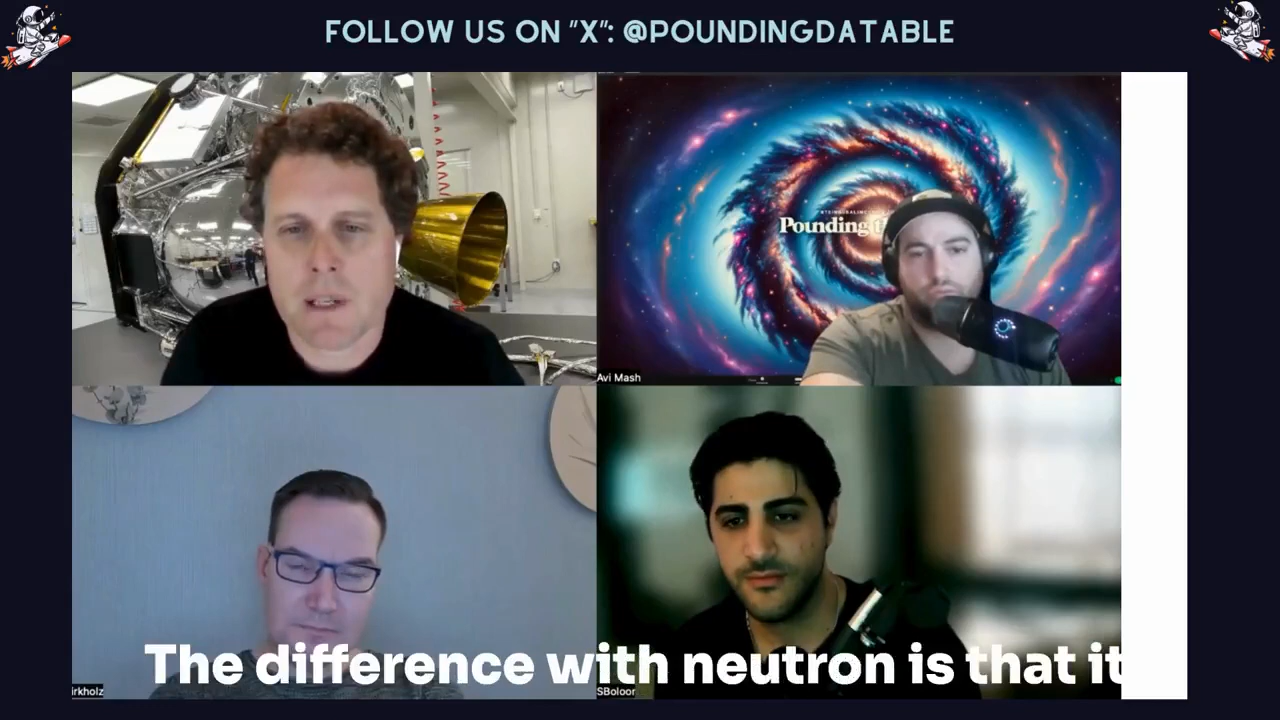 FOLLOW US ON "X": @POUNDINGDATABLE
Pounding
Avi Mash
The difference with neutron is that it
irkholz
SBoloor